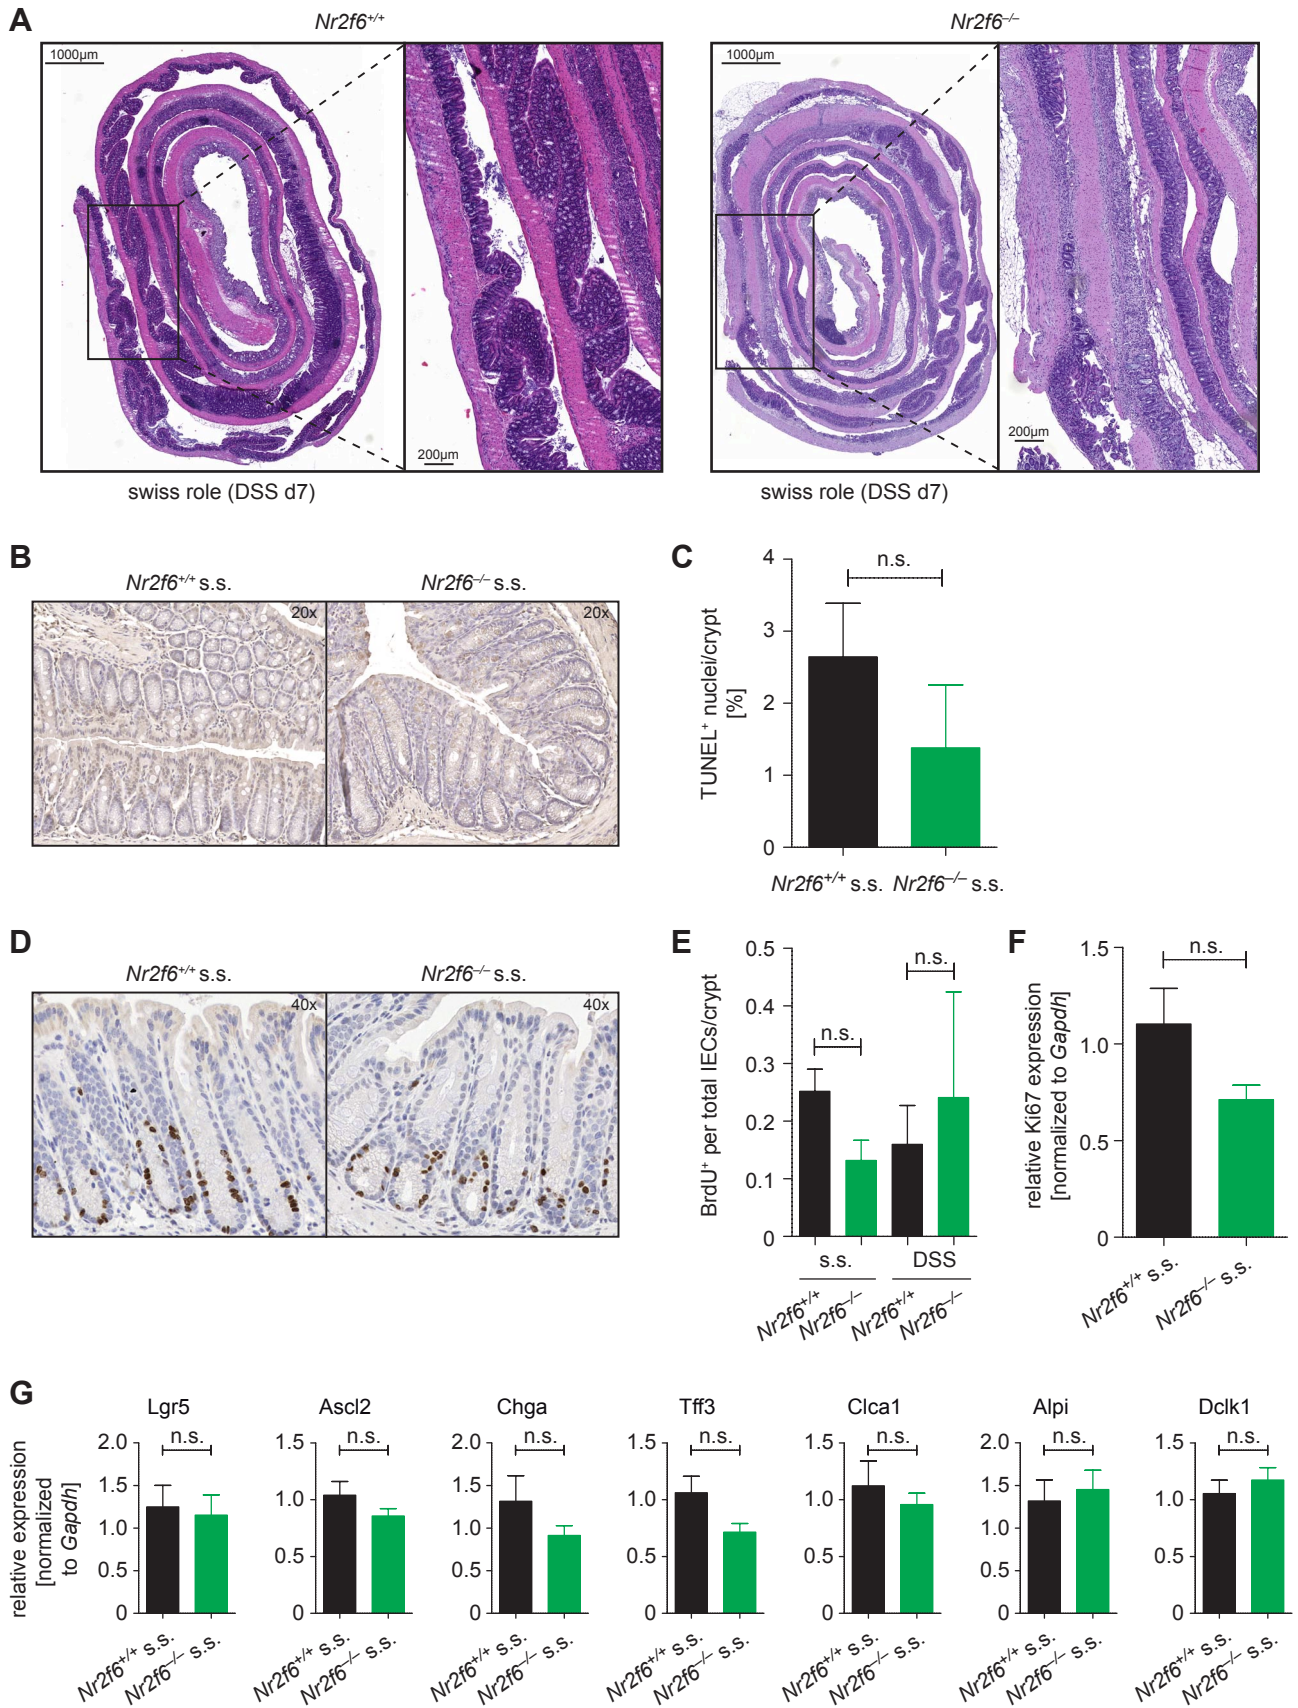 A
Nr2f6+/+
Nr2f6–/–
1000µm
200µm
1000µm
200µm
swiss role (DSS d7)
swiss role (DSS d7)
B
Nr2f6+/+ s.s.
Nr2f6–/– s.s.
20x
20x
C
TUNEL+ nuclei/crypt
[%]
4
3
2
1
0
n.s.
Nr2f6+/+ s.s.
Nr2f6–/– s.s.
D
Nr2f6+/+ s.s.
Nr2f6–/– s.s.
40x
40x
E
BrdU+ per total IECs/crypt
0.5
0.4
0.3
0.2
0.1
0
n.s.
n.s.
s.s.
DSS
Nr2f6+/+
Nr2f6–/–
Nr2f6+/+
Nr2f6–/–
F
relative Ki67 expression
[normalized to Gapdh]
1.5
1.0
0.5
0
n.s.
Nr2f6+/+ s.s.
Nr2f6–/– s.s.
G
relative expression
[normalized
to Gapdh]
Lgr5
2.0
1.5
1.0
0.5
0
n.s.
Nr2f6+/+ s.s.
Nr2f6–/– s.s.
Ascl2
1.5
1.0
0.5
0
n.s.
Nr2f6+/+ s.s.
Nr2f6–/– s.s.
Chga
2.0
1.5
1.0
0.5
0
n.s.
Nr2f6+/+ s.s.
Nr2f6–/– s.s.
Tff3
1.5
1.0
0.5
0
n.s.
Nr2f6+/+ s.s.
Nr2f6–/– s.s.
Clca1
1.5
1.0
0.5
0
n.s.
Nr2f6+/+ s.s.
Nr2f6–/– s.s.
Alpi
1.5
1.0
0.5
0
n.s.
Nr2f6+/+ s.s.
Nr2f6–/– s.s.
Dclk1
1.5
1.0
0.5
0
n.s.
Nr2f6+/+ s.s.
Nr2f6–/– s.s.